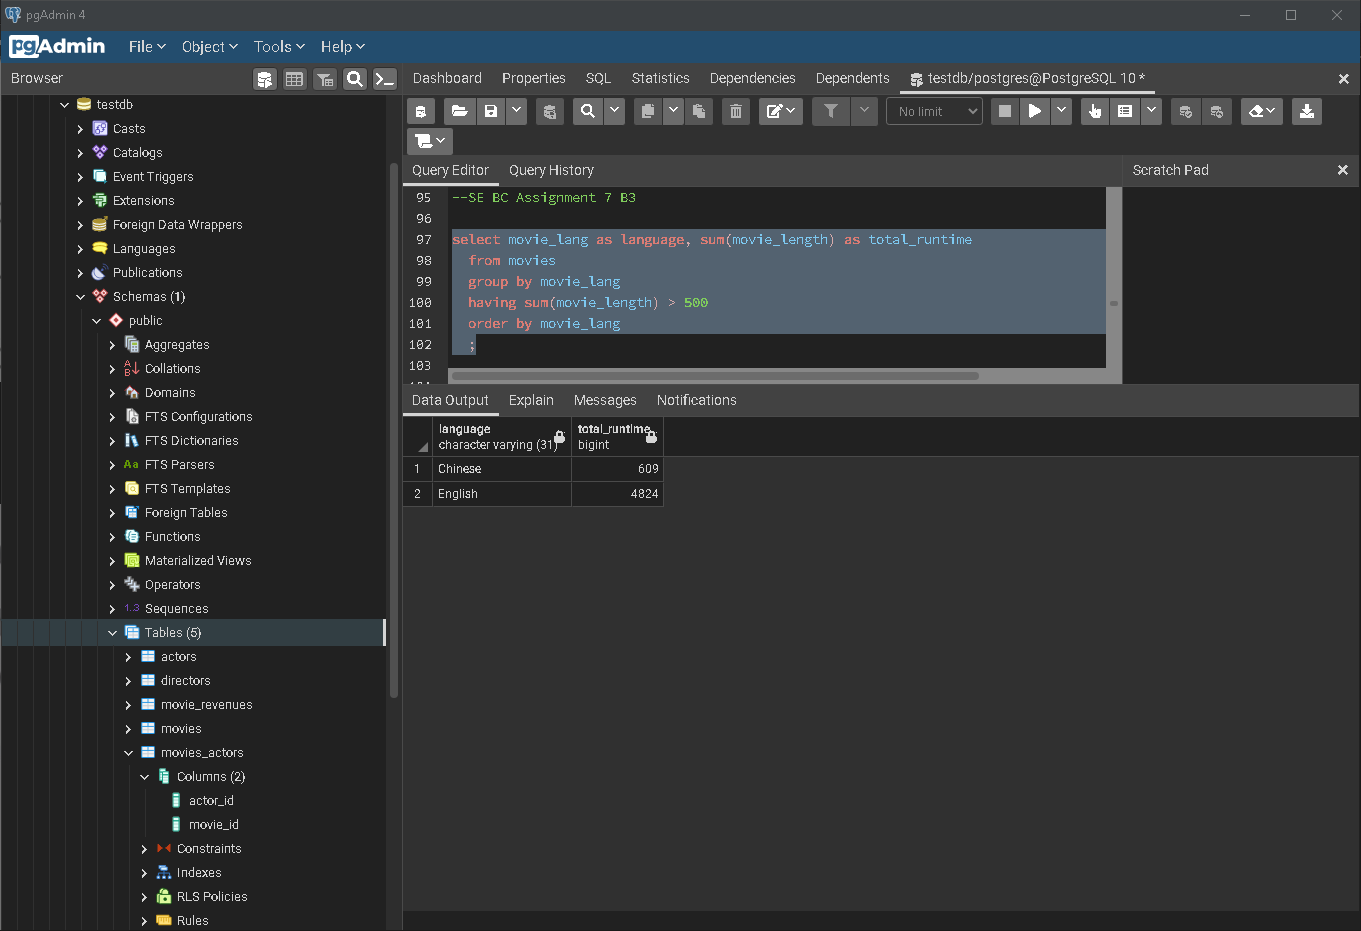 pgAdmin 4
pgAdmin File Object Tools Help
Browser
Dashboard Properties SQL Statistics Dependencies Dependents testdb/postgres@PostgreSQL 10 *
No limit
testdb
Casts
Catalogs
Event Triggers
Extensions
Foreign Data Wrappers
Languages
Publications
Schemas (1)
public
Aggregates
Collations
Domains
FTS Configurations
FTS Dictionaries
Aa FTS Parsers
FTS Templates
Foreign Tables
Functions
Materialized Views
Operators
1.3 Sequences
Tables (5)
actors
directors
movie_revenues
movies
movies_actors
Columns (2)
actor_id
movie_id
Constraints
Indexes
RLS Policies
Rules
Query Editor Query History
Scratch Pad
95 --SE BC Assignment 7 B3
96
97 select movie_lang as language, sum(movie_length) as total_runtime
98 from movies
99 group by movie_lang
100 having sum(movie_length) > 500
101 order by movie_lang
102 ;
103
Data Output Explain Messages Notifications
language total_runtime
character varying (31) bigint
1 Chinese 609
2 English 4824